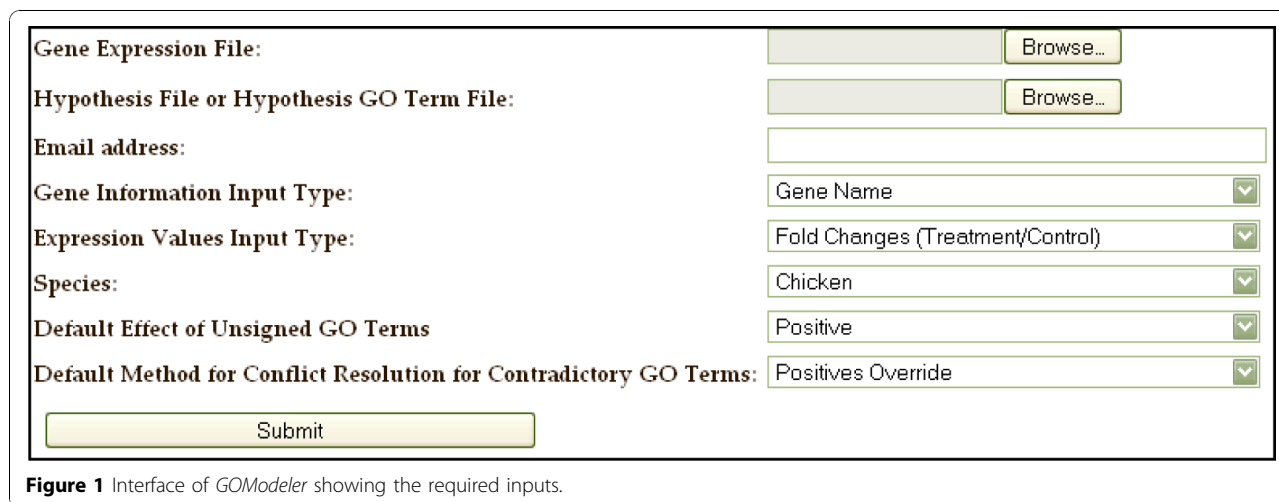 Gene Expression File: Browse...
Hypothesis File or Hypothesis GO Term File: Browse...
Email address:
Gene Information Input Type: Gene Name
Expression Values Input Type: Fold Changes (Treatment/Control)
Species: Chicken
Default Effect of Unsigned GO Terms Positive
Default Method for Conflict Resolution for Contradictory GO Terms: Positives Override
Submit
Figure 1 Interface of GOModeler showing the required inputs.